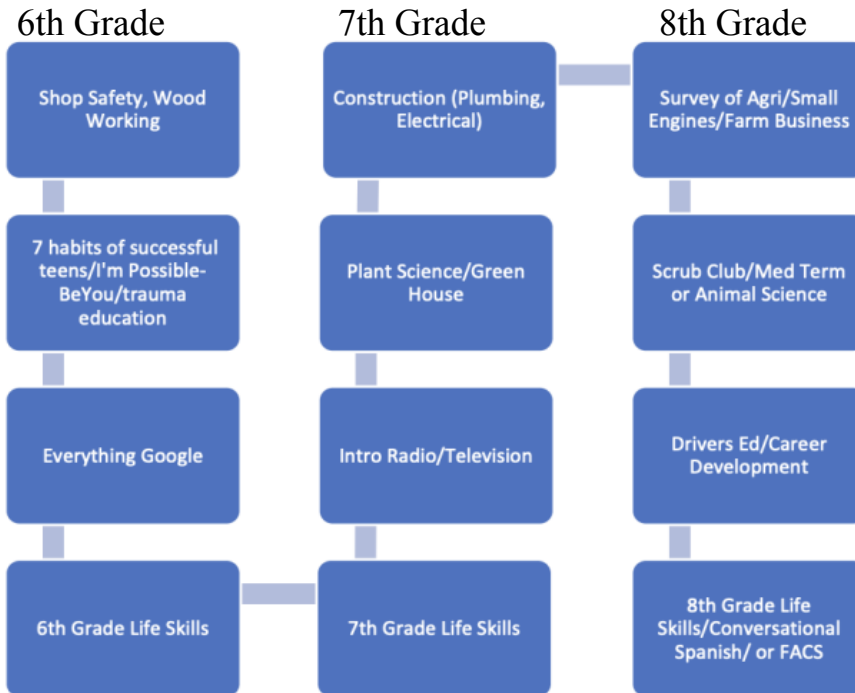 6th Grade
Shop Safety, Wood
Working
7 habits of successful
teens/I'm Possible-
BeYou/trauma
education
Everything Google
6th Grade Life Skills
7th Grade
Construction (Plumbing,
Electrical)
Plant Science/Green
House
Intro Radio/Television
7th Grade Life Skills
8th Grade
Survey of Agri/Small
Engines/Farm Business
Scrub Club/Med Term
or Animal Science
Drivers Ed/Career
Development
8th Grade Life
Skills/Conversational
Spanish/ or FACS